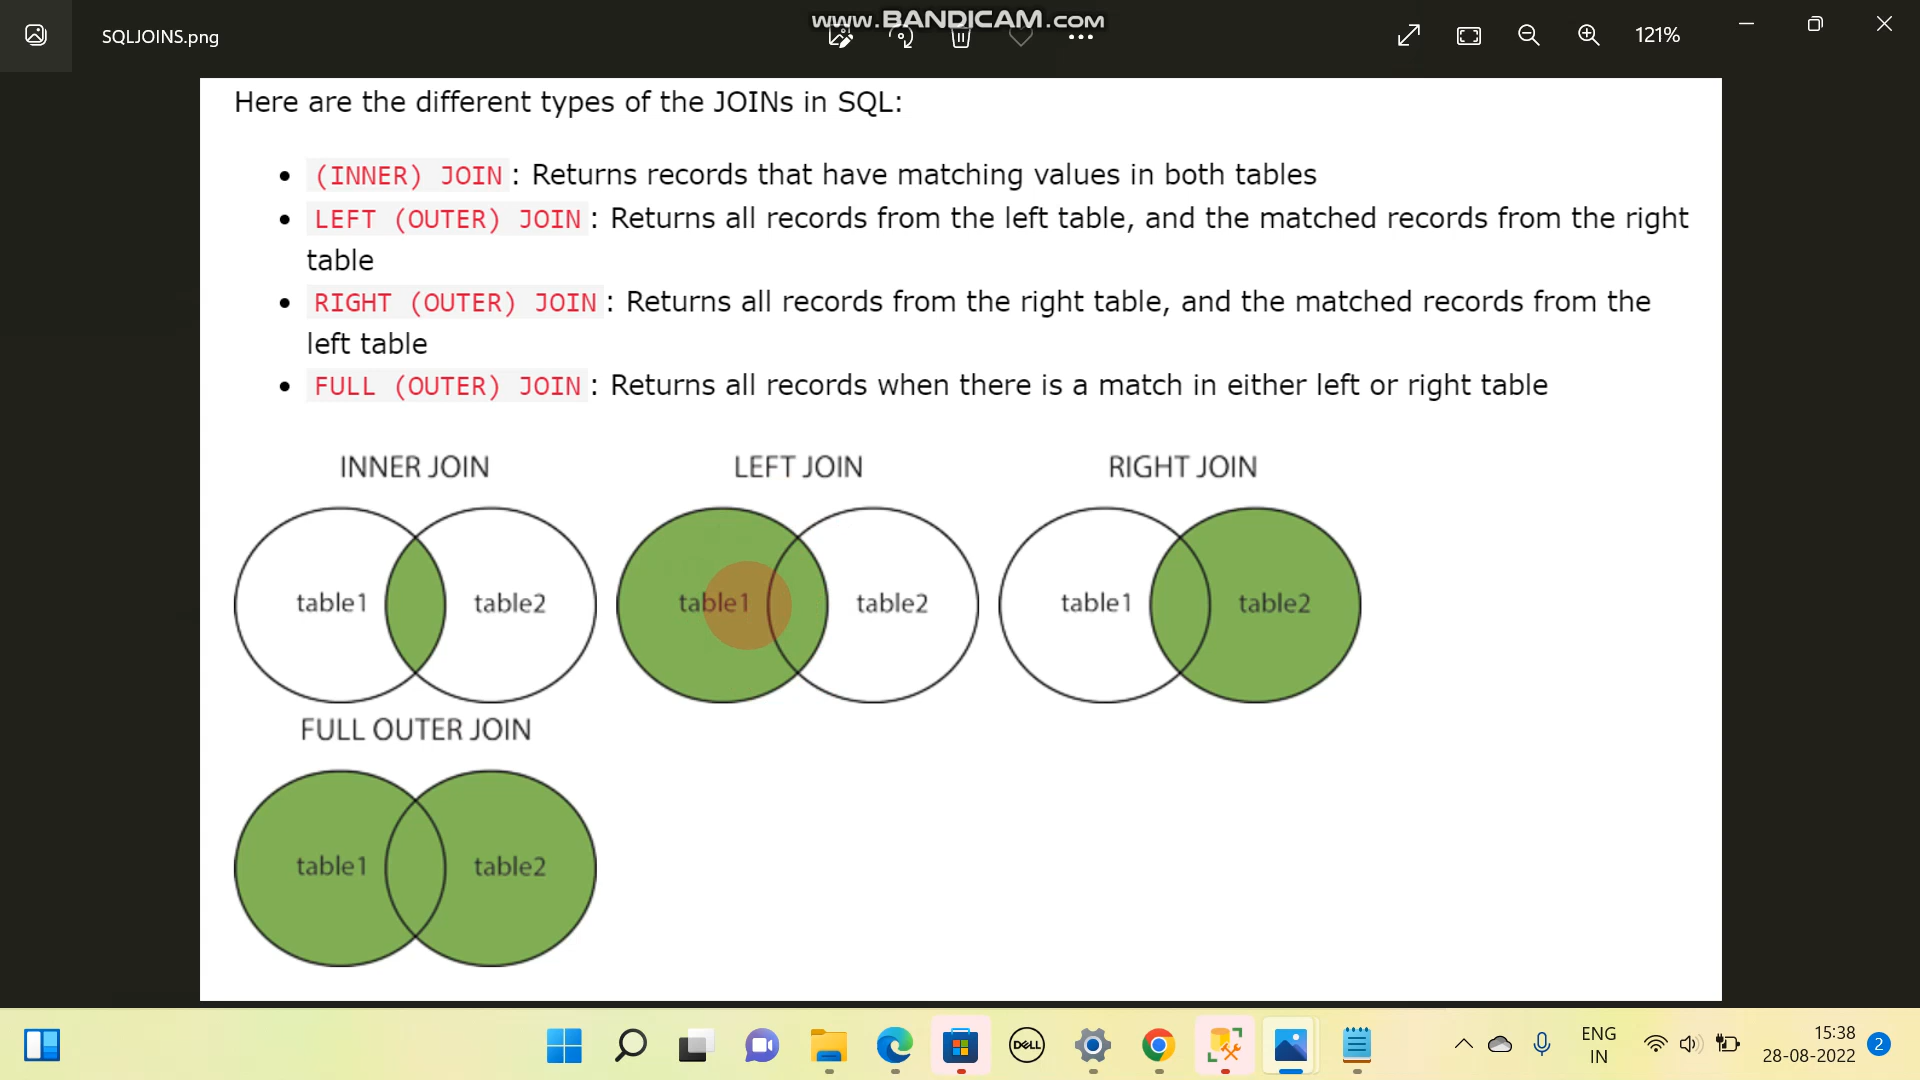 www.BANDICAM.com
SQLJOINS.png
121%
Here are the different types of the JOINs in SQL:
• (INNER) JOIN: Returns records that have matching values in both tables
• LEFT (OUTER) JOIN: Returns all records from the left table, and the matched records from the right
table
• RIGHT (OUTER) JOIN: Returns all records from the right table, and the matched records from the
left table
• FULL (OUTER) JOIN: Returns all records when there is a match in either left or right table
INNER JOIN
table1 table2
LEFT JOIN
table1 table2
RIGHT JOIN
table1 table2
FULL OUTER JOIN
table1 table2
DELL
ENG
IN
15:38
28-08-2022
2